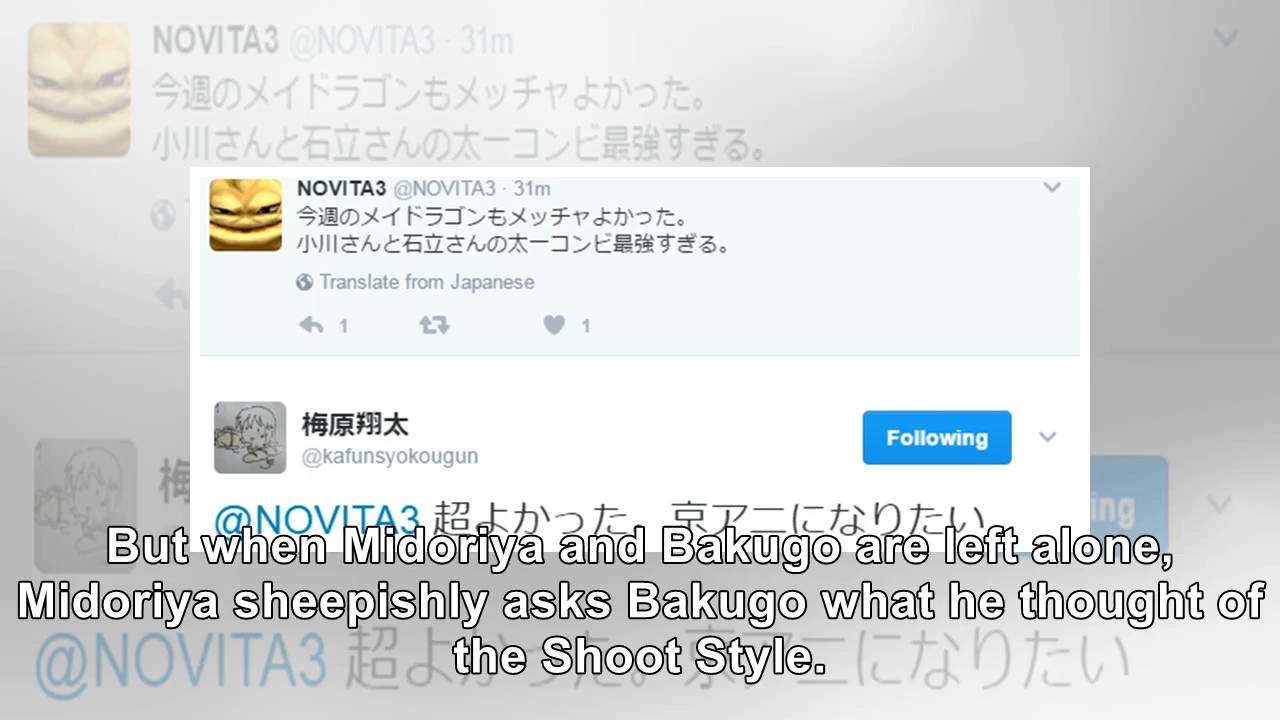 NOVITA3 @NOVITA3 · 31m
今週のメイドラゴンもメッチャよかった。
小川さんと石立さんの太一コンビ最強すぎる。
NOVITA3 @NOVITA3 · 31m
今週のメイドラゴンもメッチャよかった。
小川さんと石立さんの太一コンビ最強すぎる。
Translate from Japanese
1 1
梅原翔太
Following
@kafunsyokougun
@NOVITA3 超よかった。京アニになりたい
But when Midoriya and Bakugo are left alone,
Midoriya sheepishly asks Bakugo what he thought of
the Shoot Style.
@NOVITA3 超よかった。京アニになりたい